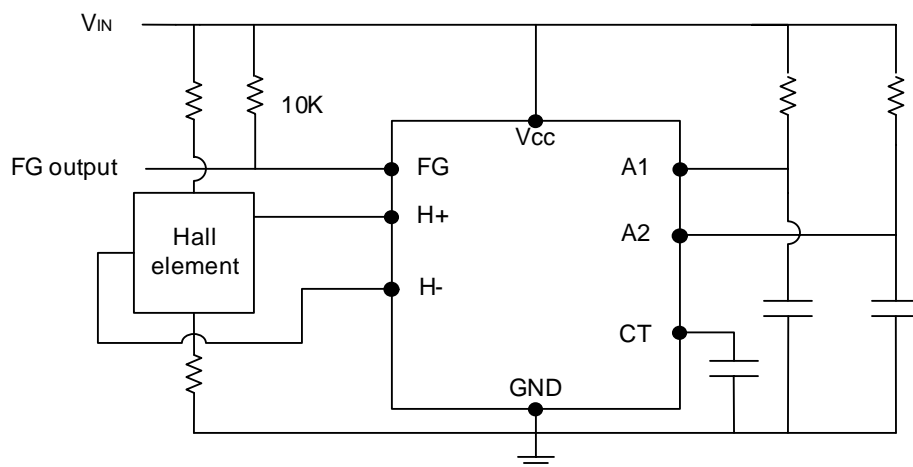 VIN
10K
Vcc
FG output
FG
A1
H+
A2
Hall
element
H-
CT
GND